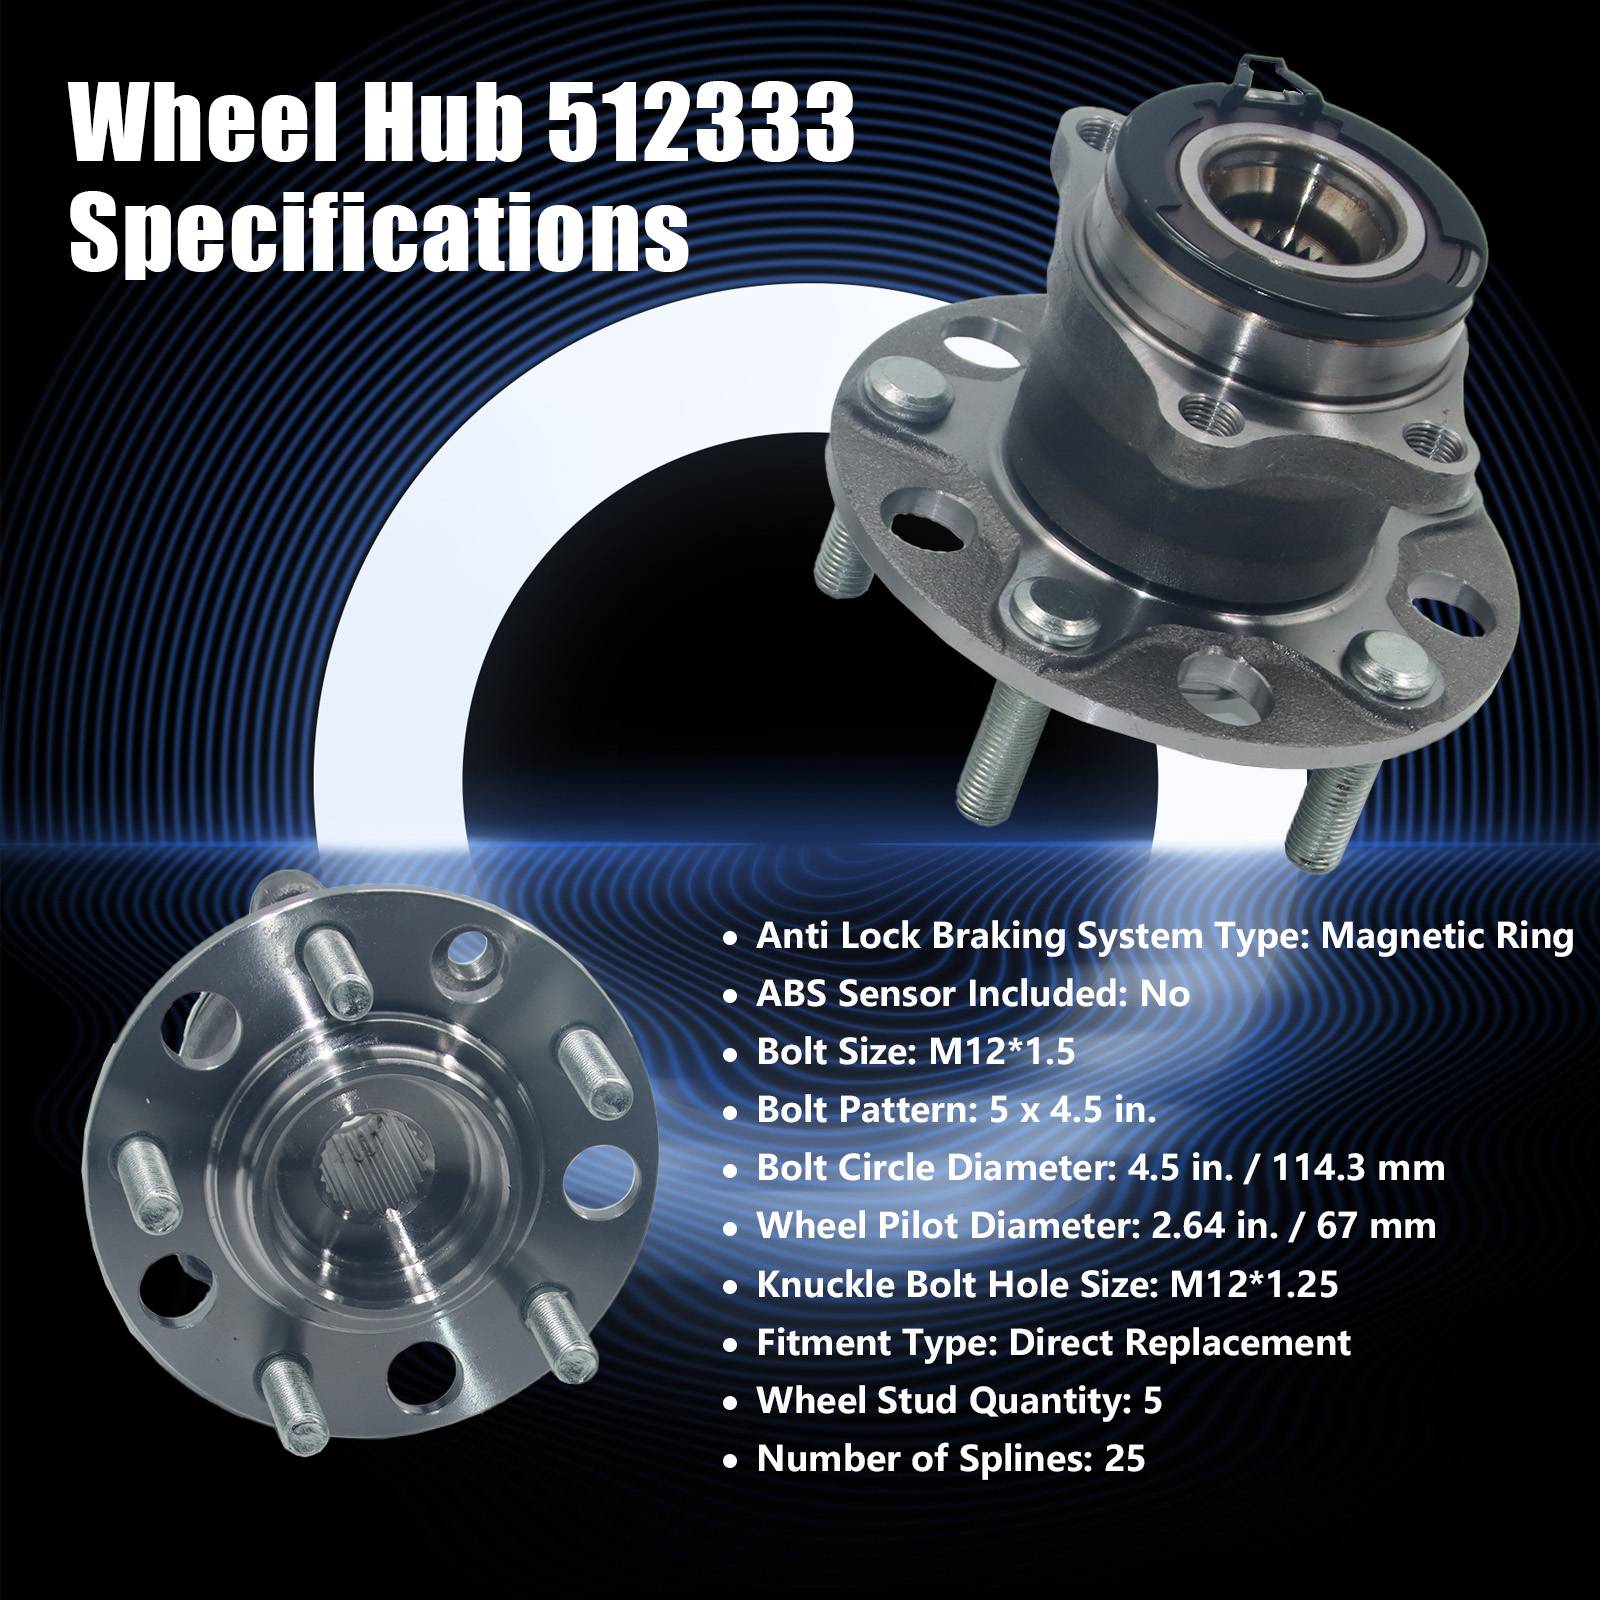 Wheel Hub 512333
Specifications
• Anti Lock Braking System Type: Magnetic Ring
• ABS Sensor Included: No
• Bolt Size: M12*1.5
• Bolt Pattern: 5 x 4.5 in.
• Bolt Circle Diameter: 4.5 in. / 114.3 mm
• Wheel Pilot Diameter: 2.64 in. / 67 mm
• Knuckle Bolt Hole Size: M12*1.25
• Fitment Type: Direct Replacement
• Wheel Stud Quantity: 5
• Number of Splines: 25